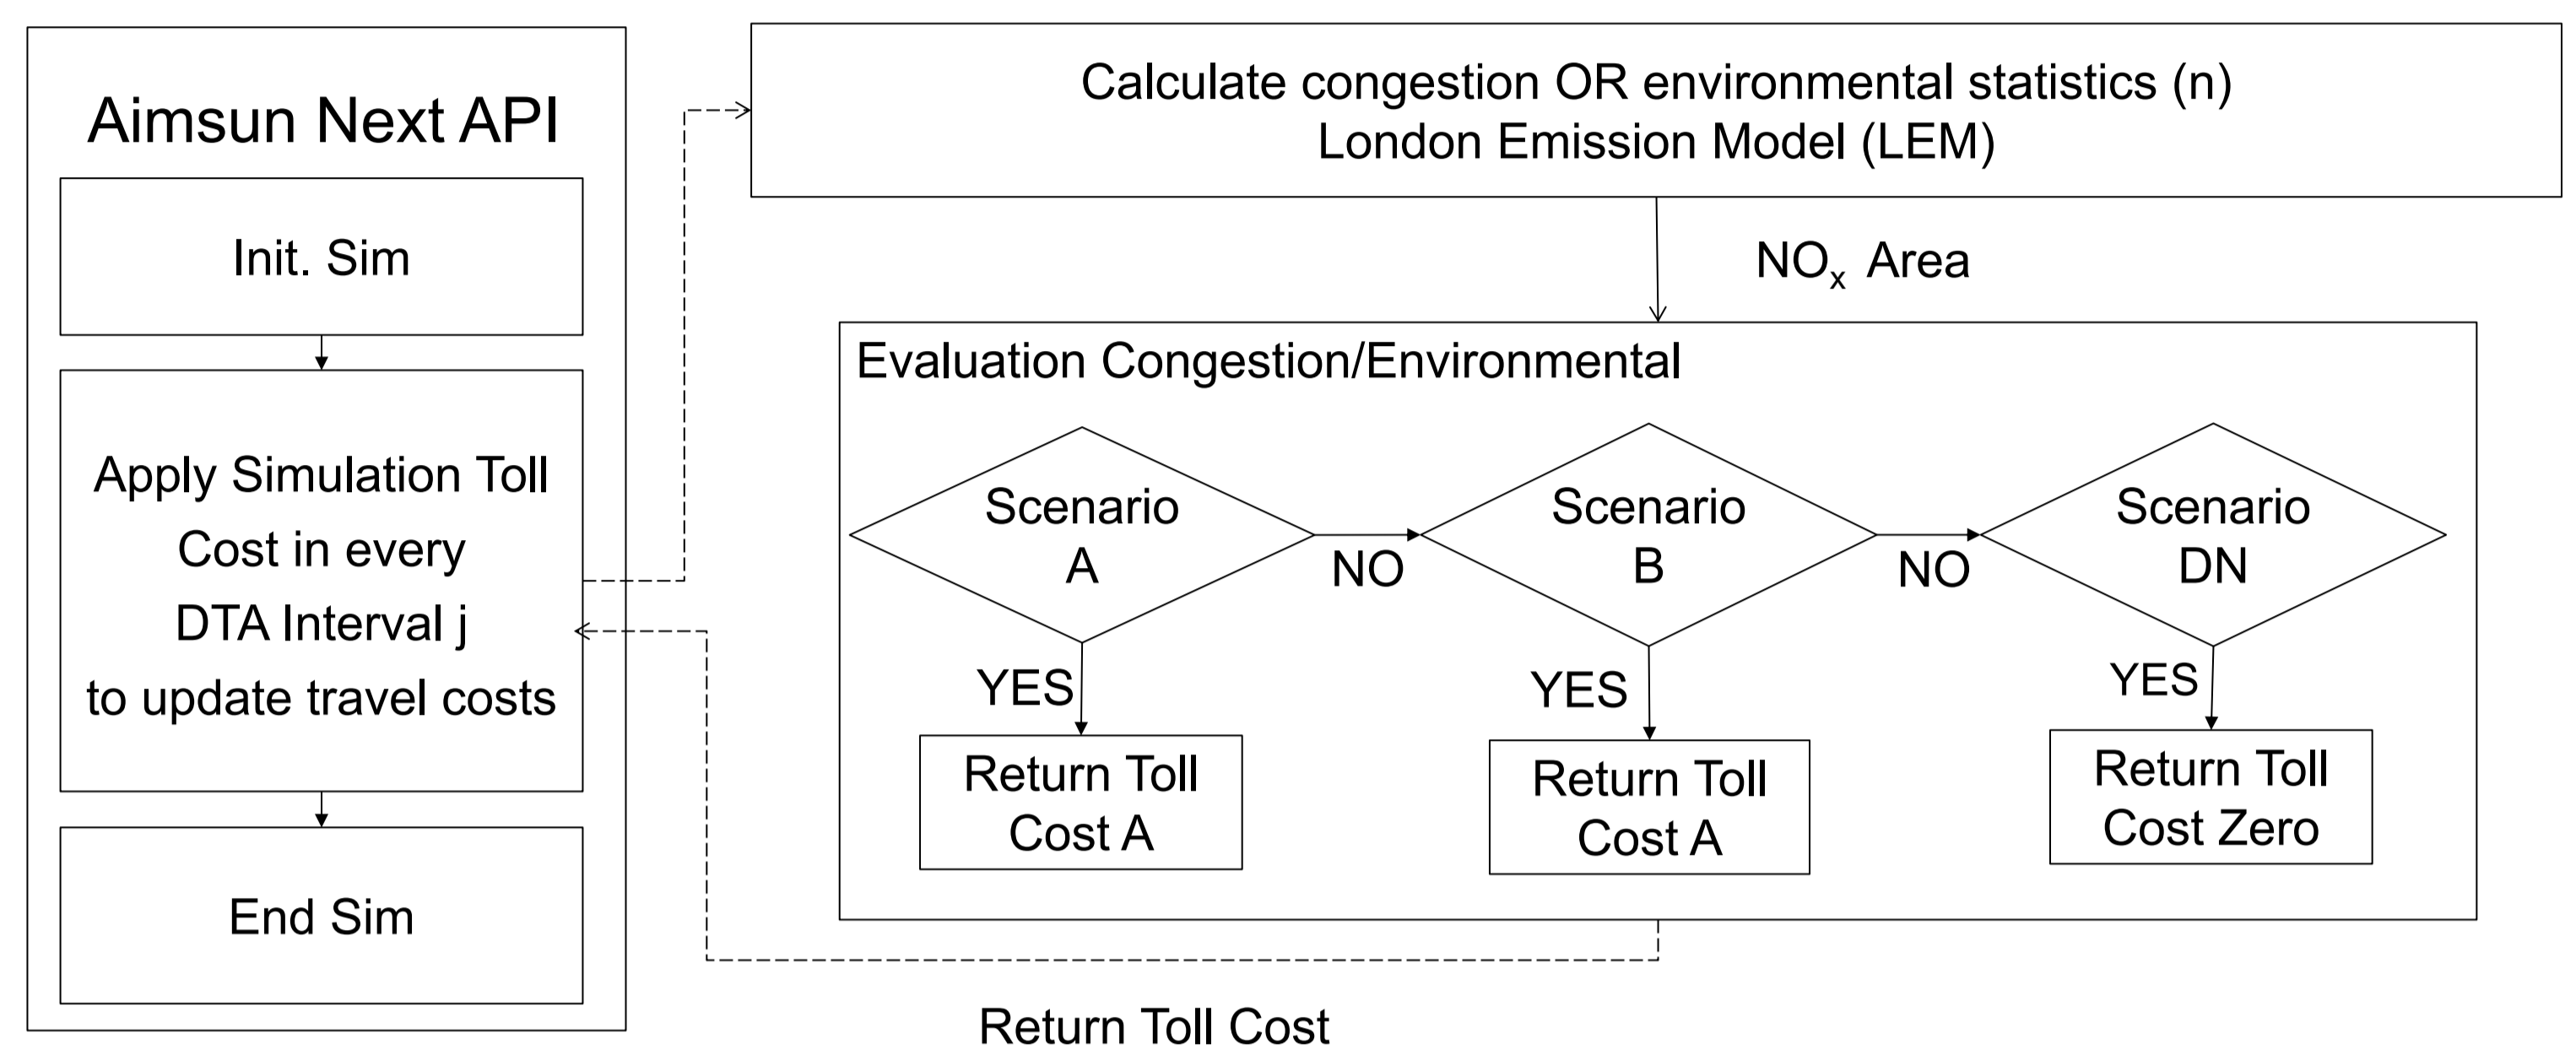 Aimsun Next API
Init. Sim
Apply Simulation Toll
Cost in every
DTA Interval j
to update travel costs
End Sim
Calculate congestion OR environmental statistics (n)
London Emission Model (LEM)
NOx Area
Evaluation Congestion/Environmental
Scenario
A
NO
Scenario
B
NO
Scenario
DN
YES
YES
YES
Return Toll
Cost A
Return Toll
Cost A
Return Toll
Cost Zero
Return Toll Cost